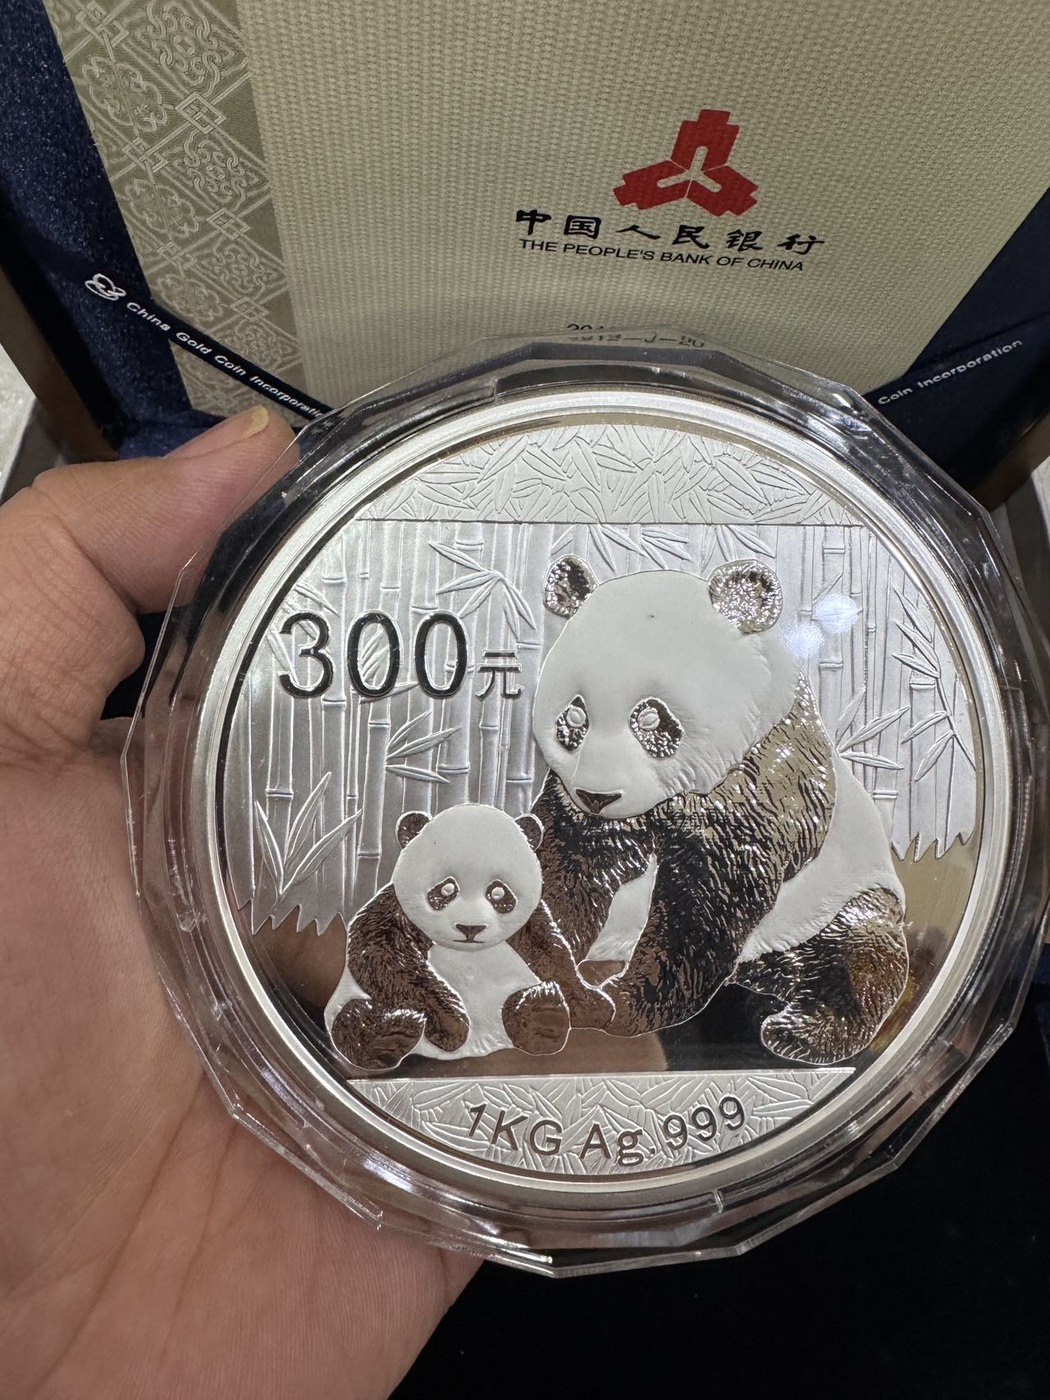 中国人民银行
THE PEOPLE'S BANK OF CHINA
China Gold Coin Incorporation
Coin Incorporation
300元
1KG Ag.999